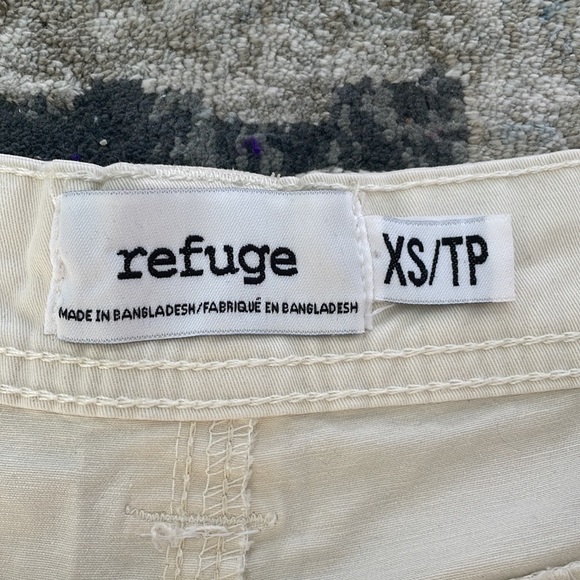 refuge
MADE IN BANGLADESH/FABRIQUÉ EN BANGLADESH
XS/TP